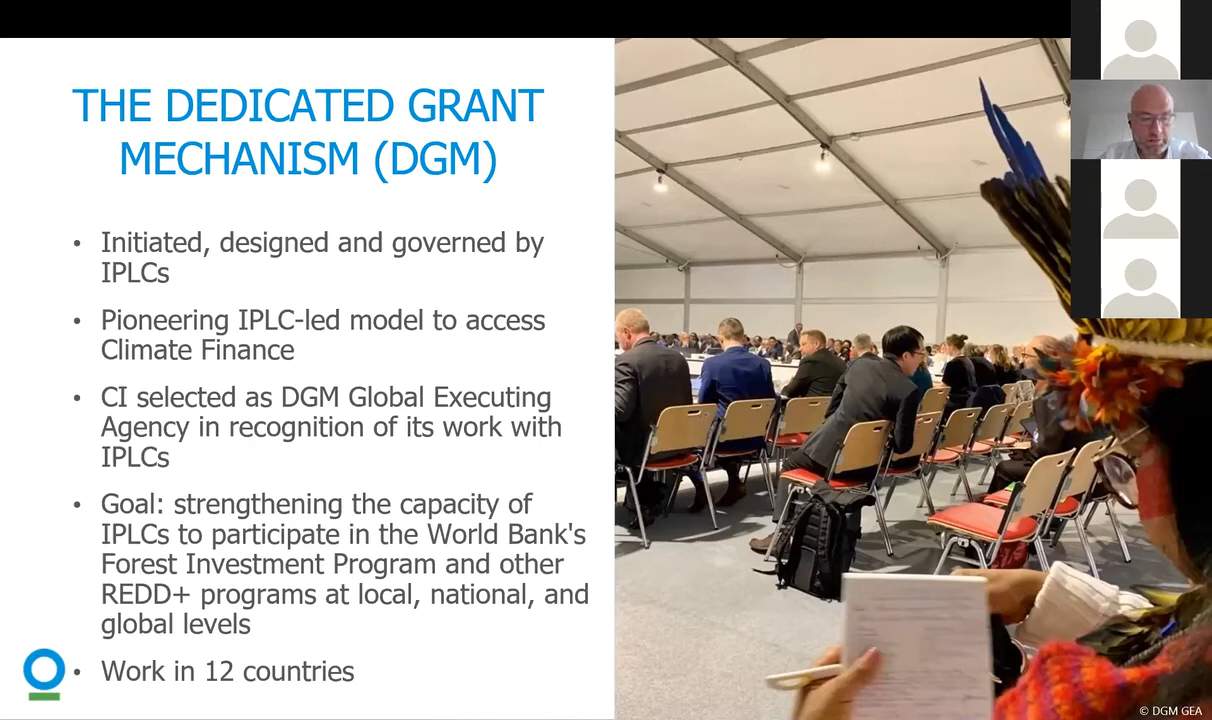 THE DEDICATED GRANT
MECHANISM (DGM)
• Initiated, designed and governed by
IPLCs
• Pioneering IPLC-led model to access
Climate Finance
• CI selected as DGM Global Executing
Agency in recognition of its work with
IPLCs
• Goal: strengthening the capacity of
IPLCs to participate in the World Bank's
Forest Investment Program and other
REDD+ programs at local, national, and
global levels
• Work in 12 countries
© DGM GEA